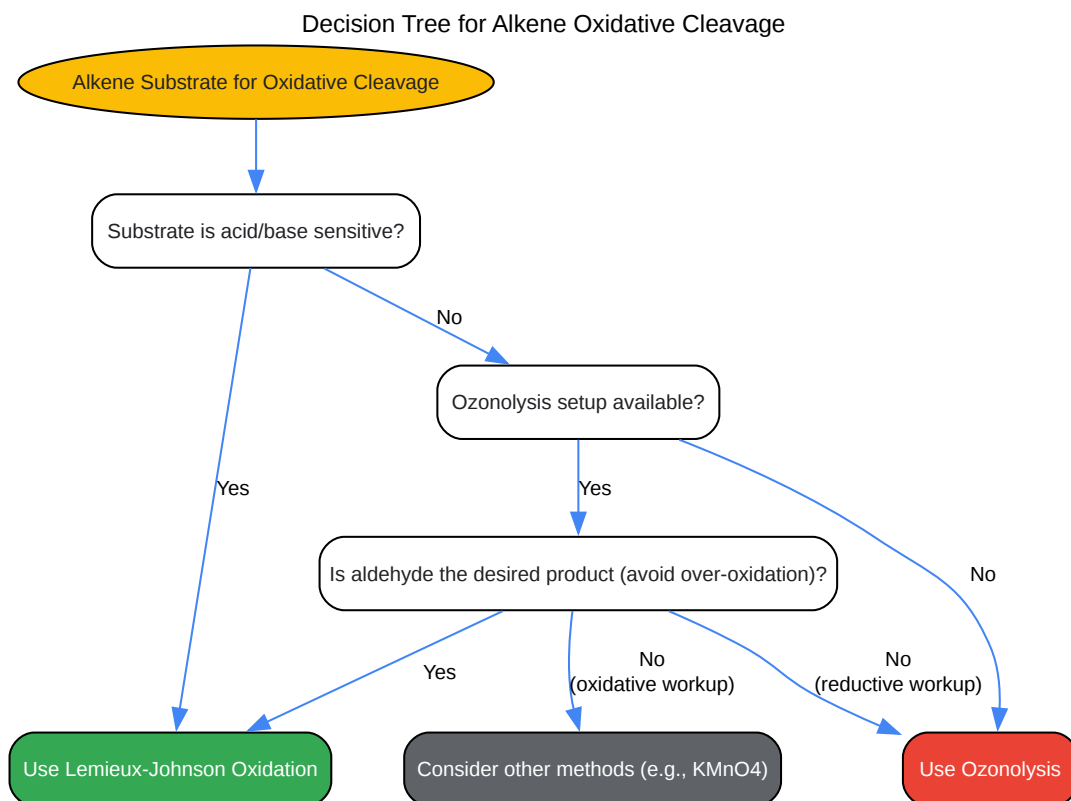 Decision Tree for Alkene Oxidative Cleavage
Alkene Substrate for Oxidative Cleavage
Substrate is acid/base sensitive?
No
Ozonolysis setup available?
Yes
Yes
Is aldehyde the desired product (avoid over-oxidation)?
No
Yes
No
(oxidative workup)
No
(reductive workup)
Use Lemieux-Johnson Oxidation
Consider other methods (e.g., KMnO4)
Use Ozonolysis